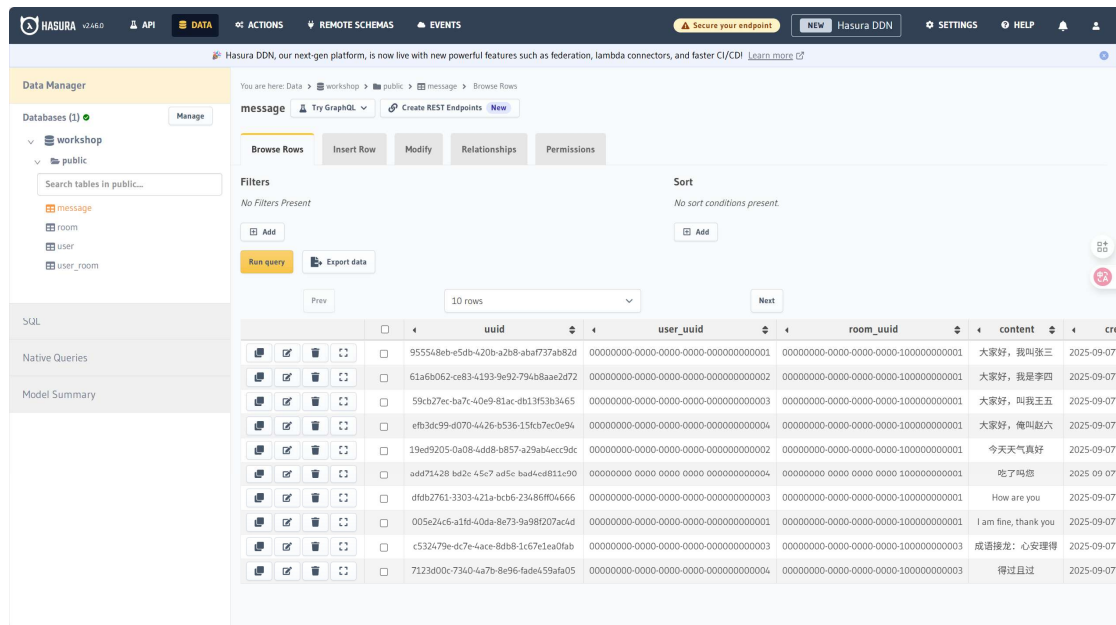 HASURA v2.46.0 API DATA ACTIONS REMOTE SCHEMAS EVENTS Secure your endpoint NEW Hasura DDN SETTINGS HELP
🎉 Hasura DDN, our next-gen platform, is now live with new powerful features such as federation, lambda connectors, and faster CI/CD! Learn more
Data Manager
Databases (1)
Manage
workshop
public
Search tables in public...
message
room
user
user_room
SQL
Native Queries
Model Summary
You are here: Data > workshop > public > message > Browse Rows
message Try GraphQL Create REST Endpoints New
Browse Rows Insert Row Modify Relationships Permissions
Filters
No Filters Present
Add
Sort
No sort conditions present.
Add
Run query Export data
Prev 10 rows Next
uuid user_uuid room_uuid content cre
955548eb-e5db-420b-a2b8-abaf737ab82d 00000000-0000-0000-0000-000000000001 00000000-0000-0000-0000-100000000001 大家好，我叫张三 2025-09-07
61a6b062-ce83-4193-9e92-794b8aae2d72 00000000-0000-0000-0000-000000000002 00000000-0000-0000-0000-100000000001 大家好，我是李四 2025-09-07
59cb27ec-ba7c-40e9-81ac-db13f53b3465 00000000-0000-0000-0000-000000000003 00000000-0000-0000-0000-100000000001 大家好，叫我王五 2025-09-07
efb3dc99-d070-4426-b536-15fcb7ec0e94 00000000-0000-0000-0000-000000000004 00000000-0000-0000-0000-100000000001 大家好，俺叫赵六 2025-09-07
19ed9205-0a08-4dd8-b857-a29ab4ecc9dc 00000000-0000-0000-0000-000000000002 00000000-0000-0000-0000-100000000001 今天天气真好 2025-09-07
add71428-bd2c-45c7-ad5c-bad4cd811c90 00000000-0000-0000-0000-000000000004 00000000-0000-0000-0000-100000000001 吃了吗您 2025-09-07
dfdb2761-3303-421a-bcb6-23486ff04666 00000000-0000-0000-0000-000000000003 00000000-0000-0000-0000-100000000001 How are you 2025-09-07
005e24c6-a1fd-40da-8e73-9a98f207ac4d 00000000-0000-0000-0000-000000000001 00000000-0000-0000-0000-100000000001 I am fine, thank you 2025-09-07
c532479e-dc7e-4ace-8db8-1c67e1ea0fab 00000000-0000-0000-0000-000000000003 00000000-0000-0000-0000-100000000003 成语接龙：心安理得 2025-09-07
7123d00c-7340-4a7b-8e96-fade459afa05 00000000-0000-0000-0000-000000000004 00000000-0000-0000-0000-100000000003 得过且过 2025-09-07